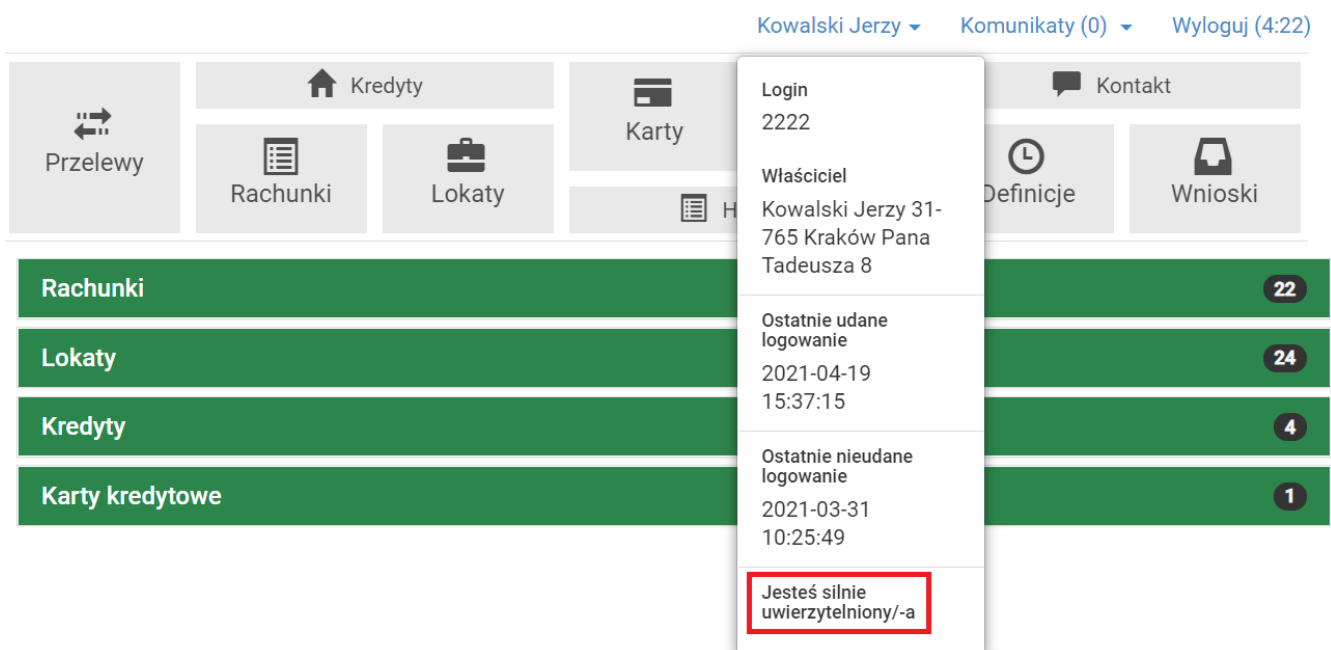 Kowalski Jerzy
Komunikaty (0)
Wyloguj (4:22)
Przelewy
Kredyty
Rachunki
Lokaty
Karty
H
Kontakt
Definicje
Wnioski
Login
2222
Właściciel
Kowalski Jerzy 31-
765 Kraków Pana
Tadeusza 8
Ostatnie udane
logowanie
2021-04-19
15:37:15
Ostatnie nieudane
logowanie
2021-03-31
10:25:49
Jesteś silnie
uwierzytelniony/-a
Rachunki
22
Lokaty
24
Kredyty
4
Karty kredytowe
1